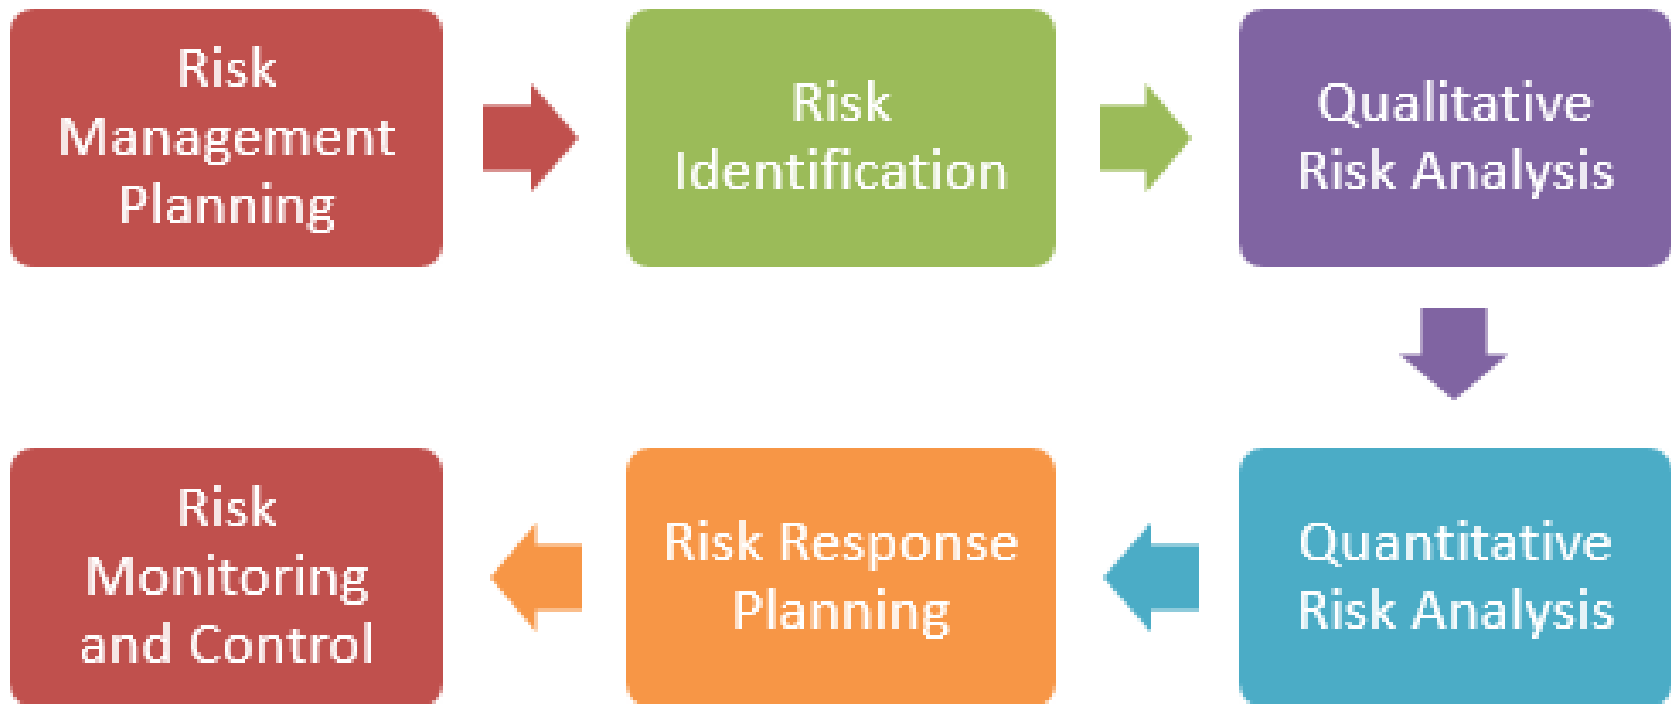 Risk
Management
Planning
Risk
Identification
Qualitative
Risk Analysis
Quantitative
Risk Analysis
Risk Response
Planning
Risk
Monitoring
and Control